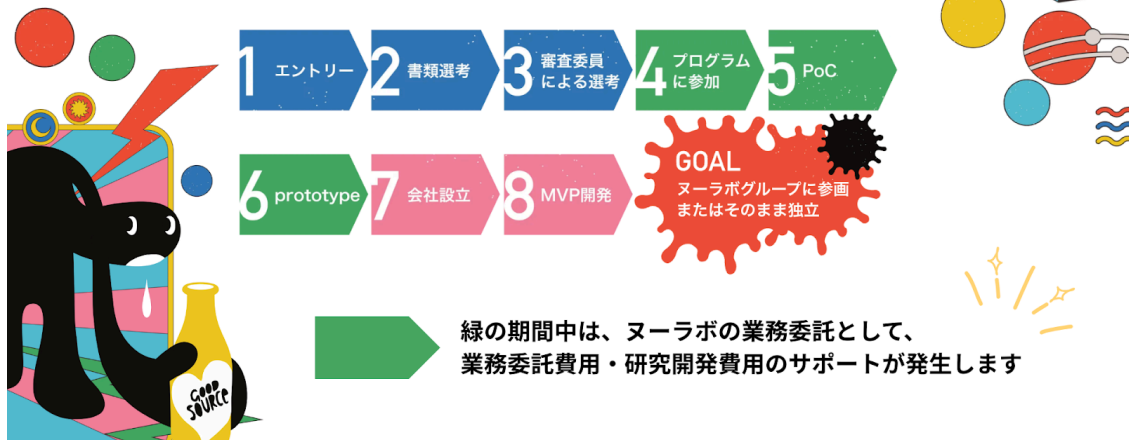 1 エントリー
2 書類選考
3 審査委員
による選考
4 プログラム
に参加
5 PoC
6 prototype
7 会社設立
8 MVP開発
GOAL
ヌーラボグループに参画
またはそのまま独立
緑の期間中は、ヌーラボの業務委託として、
業務委託費用・研究開発費用のサポートが発生します
GOOD
SOURCE